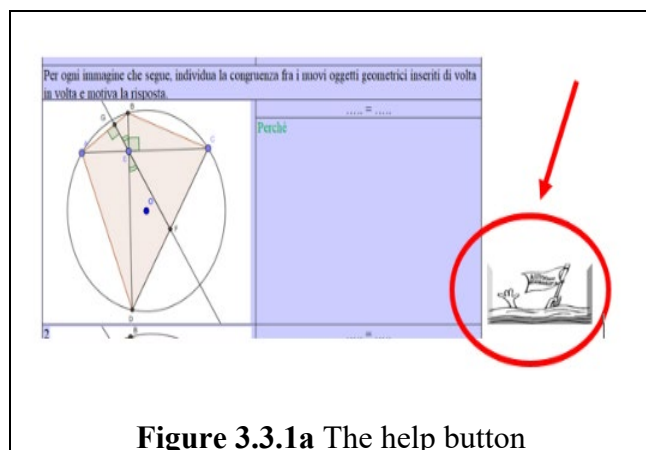 Per ogni immagine che segue, individua la congruenza fra i nuovi oggetti geometrici inseriti di volta
in volta e motiva la risposta.
..... = .....
Perchè
B
G
C
E
O
F
D
2
B
..... = .....
Figure 3.3.1a The help button